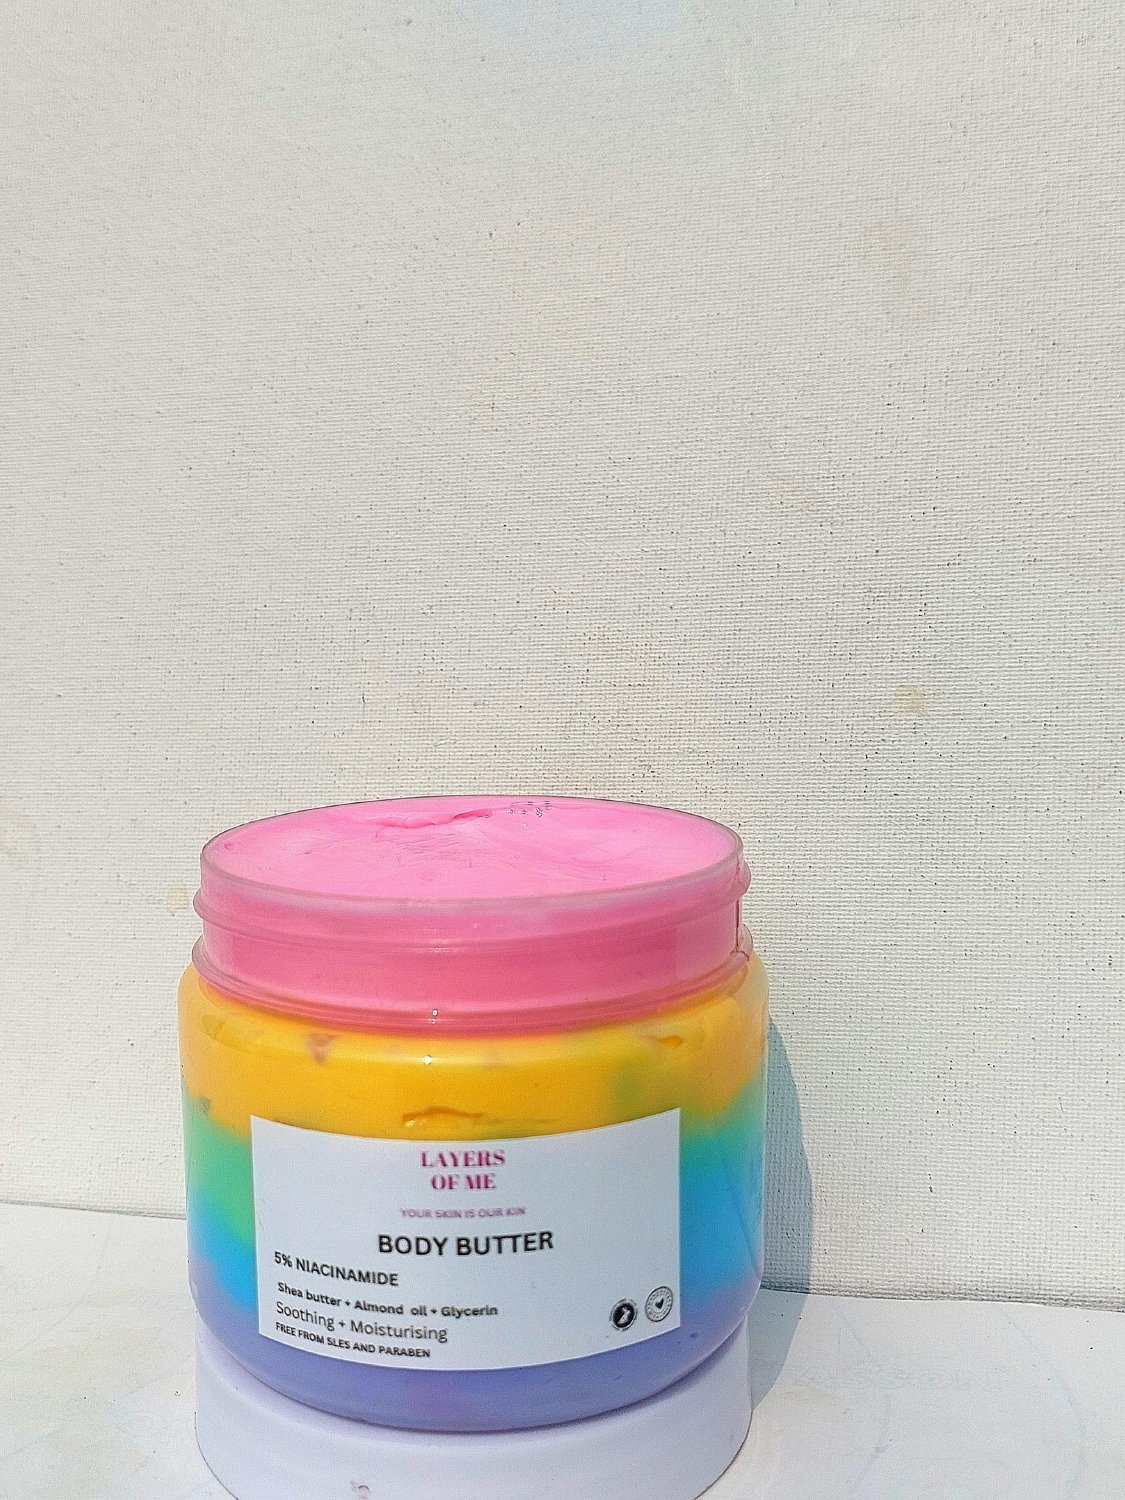 LAYERS
OF ME
YOUR SKIN IS OUR KIN
BODY BUTTER
5% NIACINAMIDE
Shea butter + Almond oil + Glycerin
Soothing + Moisturising
FREE FROM SLES AND PARABEN